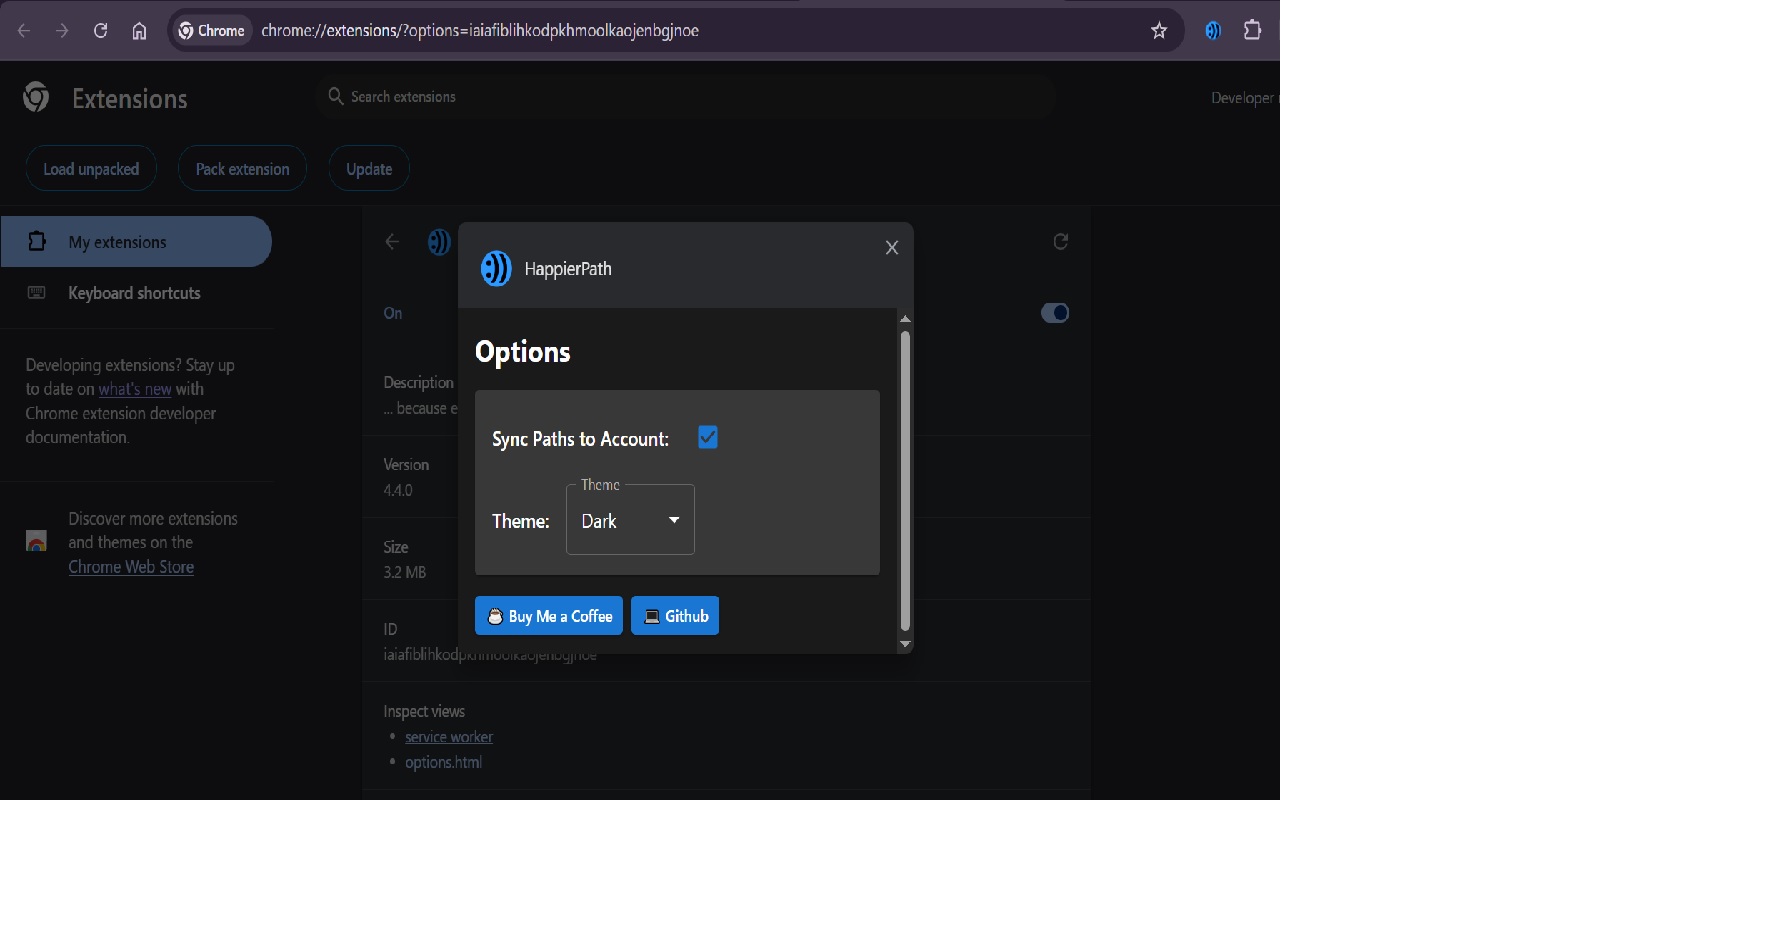 Chrome
chrome://extensions/?options=iaiafiblihkodpkhmoolkaojenbgjnoe
Extensions
Search extensions
Developer
Load unpacked
Pack extension
Update
My extensions
Keyboard shortcuts
Developing extensions? Stay up
to date on what's new with
Chrome extension developer
documentation.
Discover more extensions
and themes on the
Chrome Web Store
On
Description
... because e
Version
4.4.0
Size
3.2 MB
ID
iaiafiblihkodpkhmoolkaojenbgjnoe
Inspect views
service worker
options.html
HappierPath
Options
Sync Paths to Account:
Theme
Theme:
Dark
Buy Me a Coffee
Github